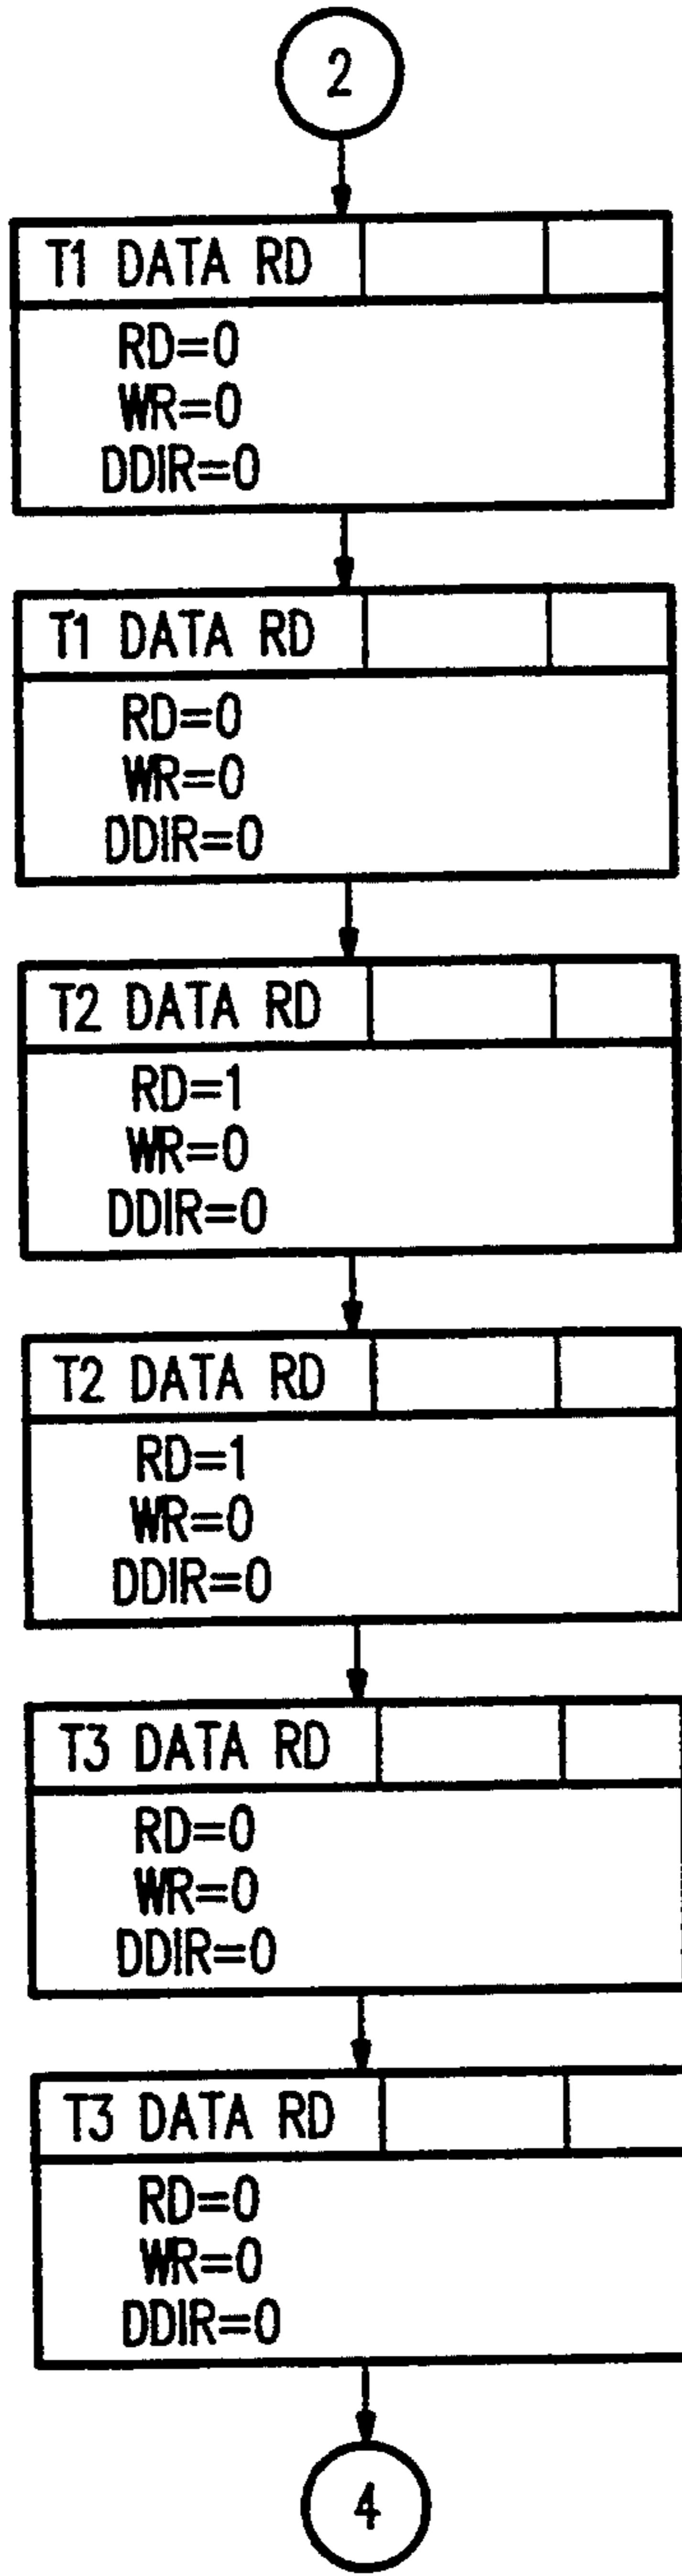 2
T1 DATA RD
RD=0
WR=0
DDIR=0
T1 DATA RD
RD=0
WR=0
DDIR=0
T2 DATA RD
RD=1
WR=0
DDIR=0
T2 DATA RD
RD=1
WR=0
DDIR=0
T3 DATA RD
RD=0
WR=0
DDIR=0
T3 DATA RD
RD=0
WR=0
DDIR=0
4